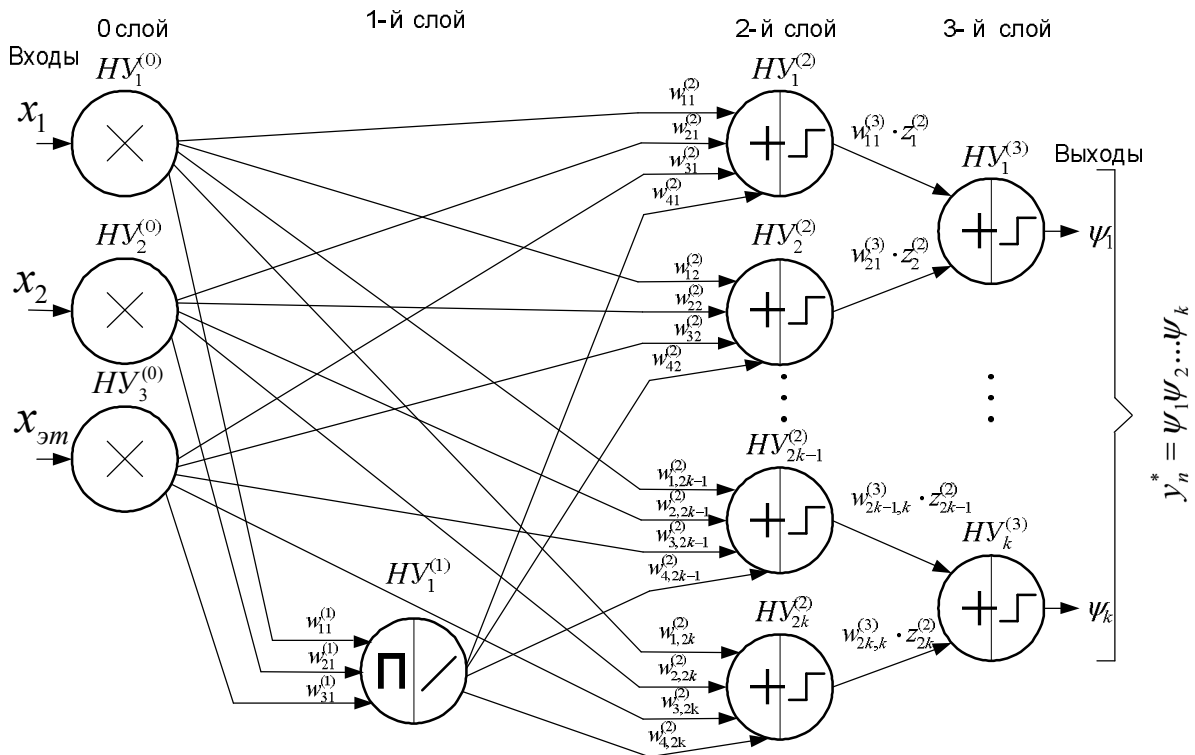 0 слой
1-й слой
2-й слой
3-й слой
Входы
НУ₁⁽⁰⁾
x₁
НУ₂⁽⁰⁾
x₂
НУ₃⁽⁰⁾
xэт
НУ₁⁽¹⁾
w₁₁⁽¹⁾
w₂₁⁽¹⁾
w₃₁⁽¹⁾
П
НУ₁⁽²⁾
w₁₁⁽²⁾
w₂₁⁽²⁾
w₃₁⁽²⁾
w₄₁⁽²⁾
НУ₂⁽²⁾
w₁₂⁽²⁾
w₂₂⁽²⁾
w₃₂⁽²⁾
w₄₂⁽²⁾
НУ₂ₖ₋₁⁽²⁾
w₁,₂ₖ₋₁⁽²⁾
w₂,₂ₖ₋₁⁽²⁾
w₃,₂ₖ₋₁⁽²⁾
w₄,₂ₖ₋₁⁽²⁾
НУ₂ₖ⁽²⁾
w₁,₂ₖ⁽²⁾
w₂,₂ₖ⁽²⁾
w₃,₂ₖ⁽²⁾
w₄,₂ₖ⁽²⁾
w₁₁⁽³⁾ · z₁⁽²⁾
w₂₁⁽³⁾ · z₂⁽²⁾
w₂ₖ₋₁,ₖ⁽³⁾ · z₂ₖ₋₁⁽²⁾
w₂ₖ,ₖ⁽³⁾ · z₂ₖ⁽²⁾
НУ₁⁽³⁾
НУₖ⁽³⁾
Выходы
ψ₁
ψₖ
yₙ* = ψ₁ψ₂...ψₖ